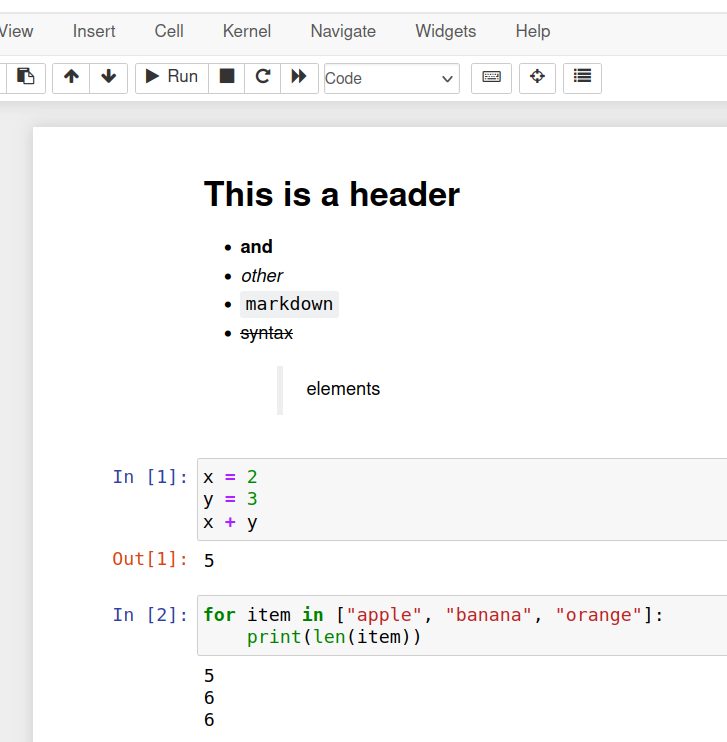 View Insert Cell Kernel Navigate Widgets Help
Run Code
This is a header
and
other
markdown
syntax
elements
In [1]: x = 2
y = 3
x + y
Out[1]: 5
In [2]: for item in ["apple", "banana", "orange"]:
print(len(item))
5
6
6